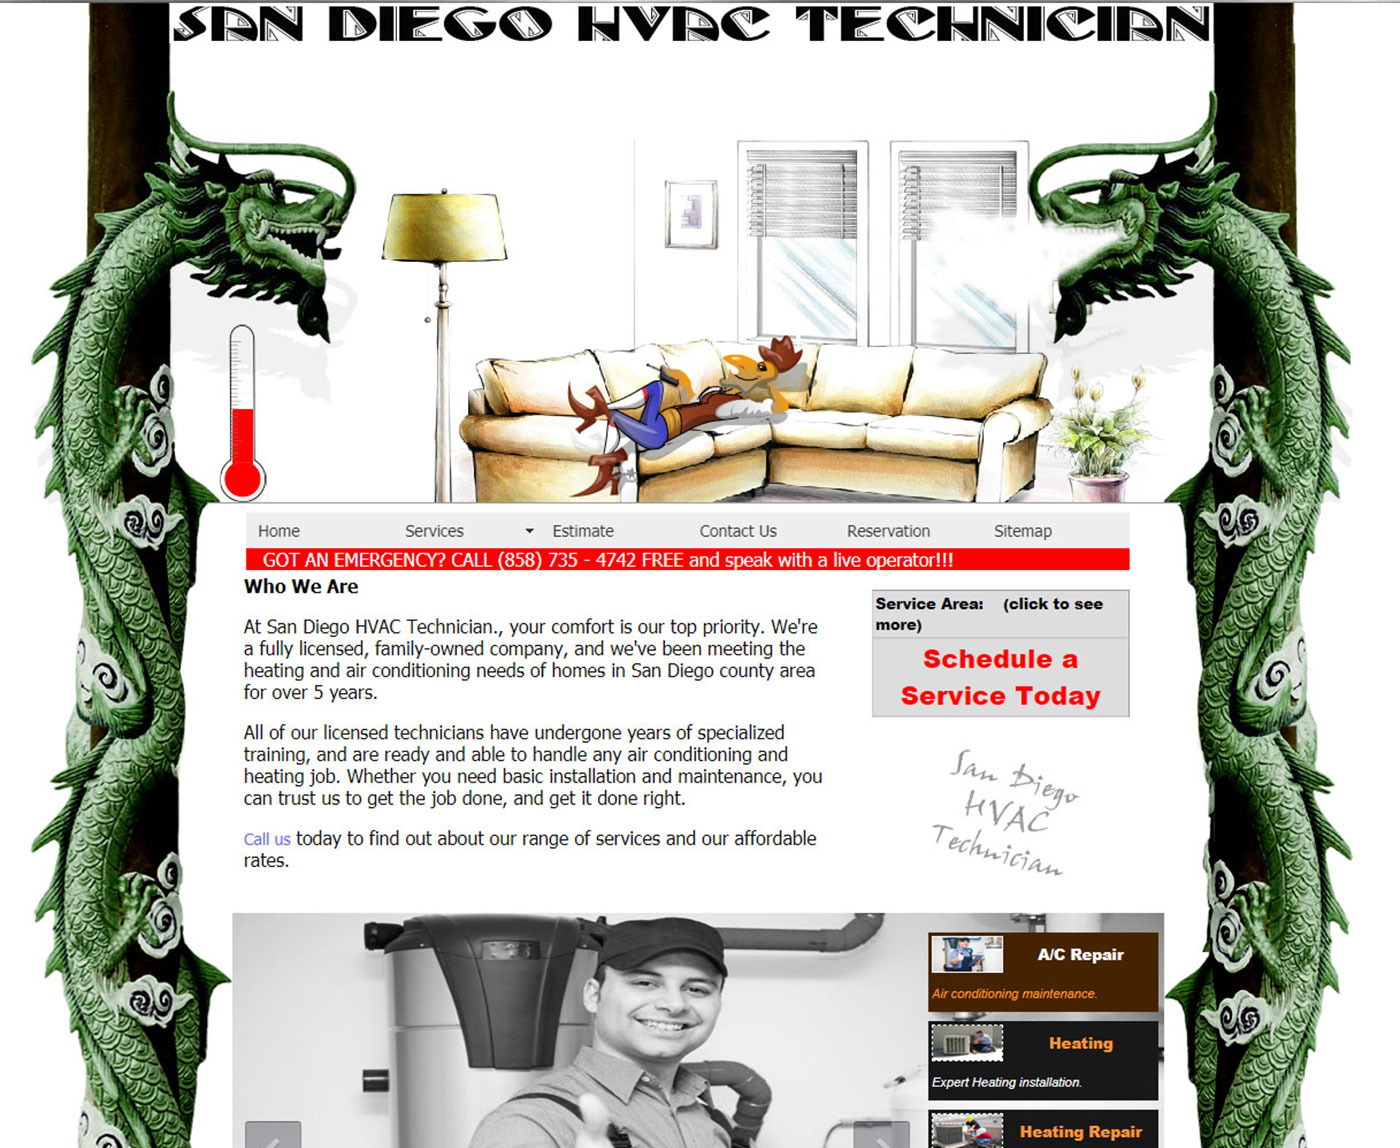 SAN DIEGO HVAC TECHNICIAN
Home Services Estimate Contact Us Reservation Sitemap
GOT AN EMERGENCY? CALL (858) 735 - 4742 FREE and speak with a live operator!!!
Who We Are
At San Diego HVAC Technician., your comfort is our top priority. We're
a fully licensed, family-owned company, and we've been meeting the
heating and air conditioning needs of homes in San Diego county area
for over 5 years.
All of our licensed technicians have undergone years of specialized
training, and are ready and able to handle any air conditioning and
heating job. Whether you need basic installation and maintenance, you
can trust us to get the job done, and get it done right.
Call us today to find out about our range of services and our affordable
rates.
Service Area: (click to see
more)
Schedule a
Service Today
San Diego
HVAC
Technician
A/C Repair
Air conditioning maintenance.
Heating
Expert Heating installation.
Heating Repair